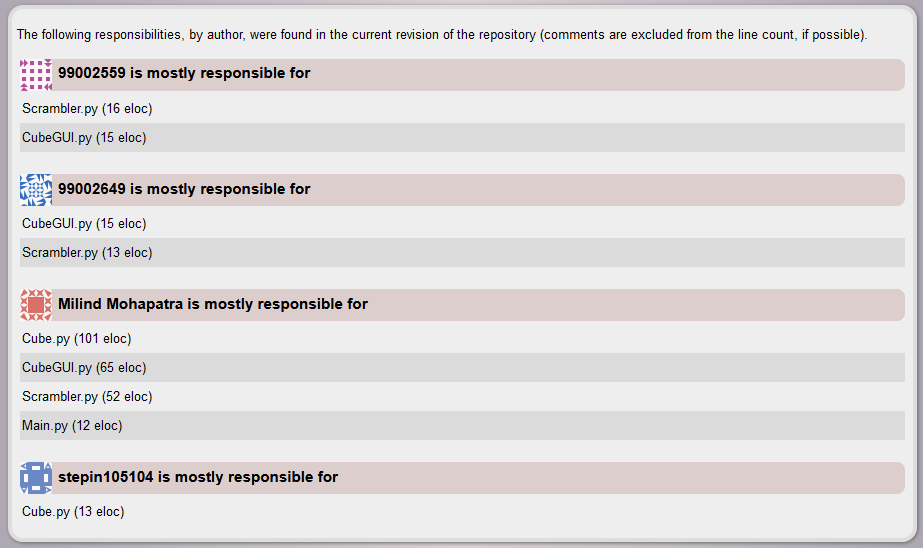 The following responsibilities, by author, were found in the current revision of the repository (comments are excluded from the line count, if possible).
99002559 is mostly responsible for
Scrambler.py (16 eloc)
CubeGUI.py (15 eloc)
99002649 is mostly responsible for
CubeGUI.py (15 eloc)
Scrambler.py (13 eloc)
Milind Mohapatra is mostly responsible for
Cube.py (101 eloc)
CubeGUI.py (65 eloc)
Scrambler.py (52 eloc)
Main.py (12 eloc)
stepin105104 is mostly responsible for
Cube.py (13 eloc)